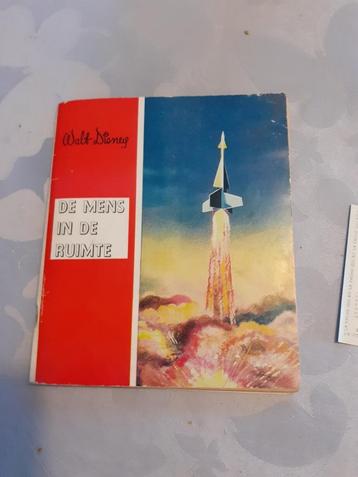 Walt Disney
DE MENS
IN DE
RUIMTE